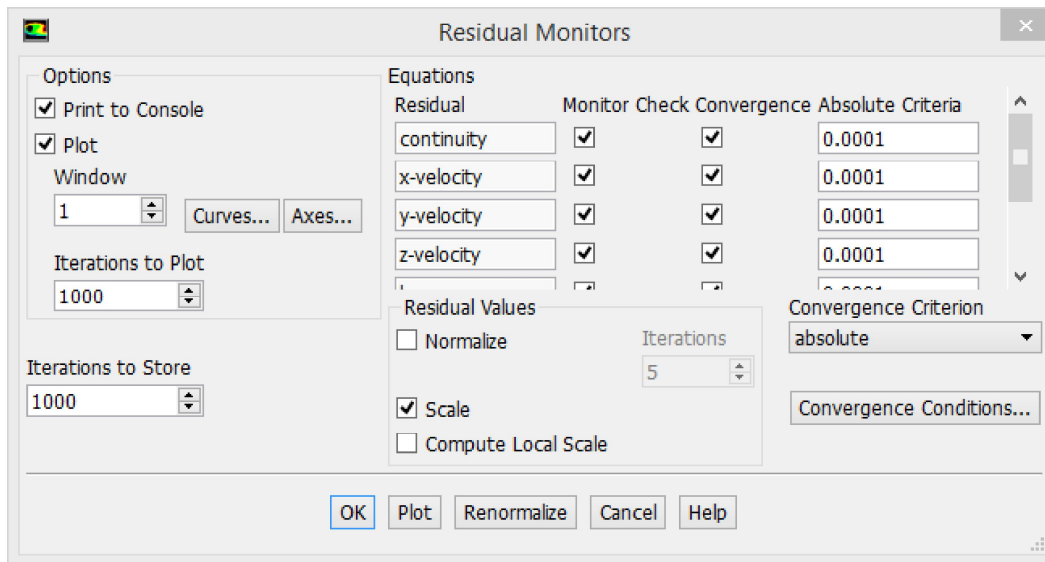 Residual Monitors
Options
Print to Console
Plot
Window
1
Curves... Axes...
Iterations to Plot
1000
Iterations to Store
1000
Equations
Residual Monitor Check Convergence Absolute Criteria
continuity 0.0001
x-velocity 0.0001
y-velocity 0.0001
z-velocity 0.0001
Residual Values
Normalize
Iterations
5
Scale
Compute Local Scale
Convergence Criterion
absolute
Convergence Conditions...
OK Plot Renormalize Cancel Help